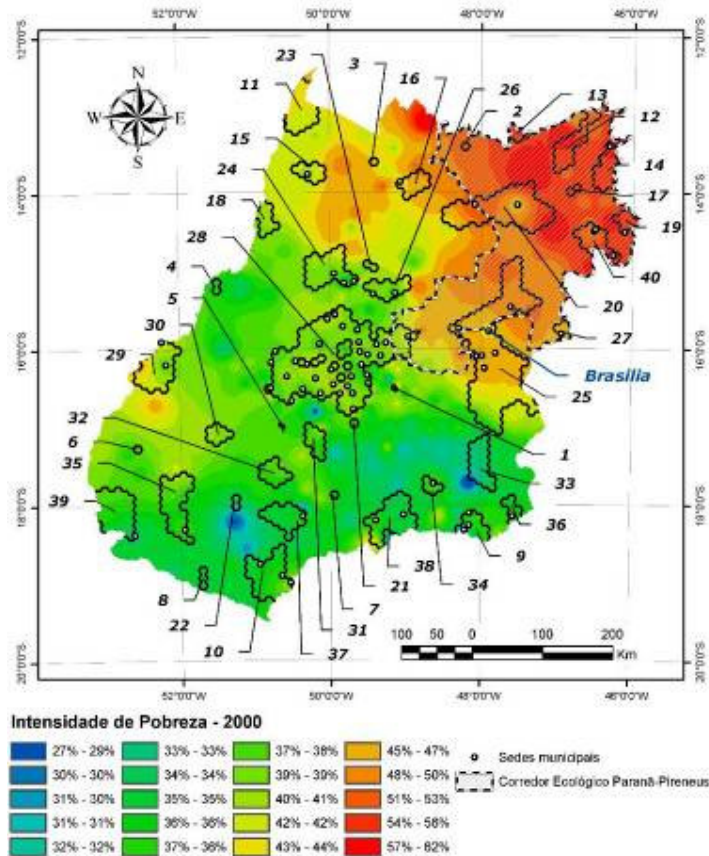 52°0'0"W 50°0'0"W 48°0'0"W 46°0'0"W
12°0'0"S 12°0'0"S
23 3 16 26
11 2 13 12
N
W E
S
15
14
24
14°0'0"S 14°0'0"S
17
18
28 19
4 40
5 20
30 27
16°0'0"S 16°0'0"S
29 Brasilia
25
32
6 1
35
33
39
18°0'0"S 18°0'0"S
36
38 9
21 34
8 7
22 31
10 37
100 50 0 100 200
Km
20°0'0"S 20°0'0"S
52°0'0"W 50°0'0"W 48°0'0"W 46°0'0"W
Intensidade de Pobreza - 2000
27% - 29% 33% - 33% 37% - 38% 45% - 47%
30% - 30% 34% - 34% 39% - 39% 48% - 50%
31% - 30% 35% - 35% 40% - 41% 51% - 53%
31% - 31% 36% - 36% 42% - 42% 54% - 56%
32% - 32% 37% - 36% 43% - 44% 57% - 62%
Sedes municipais
Corredor Ecológico Paranã-Pireneus